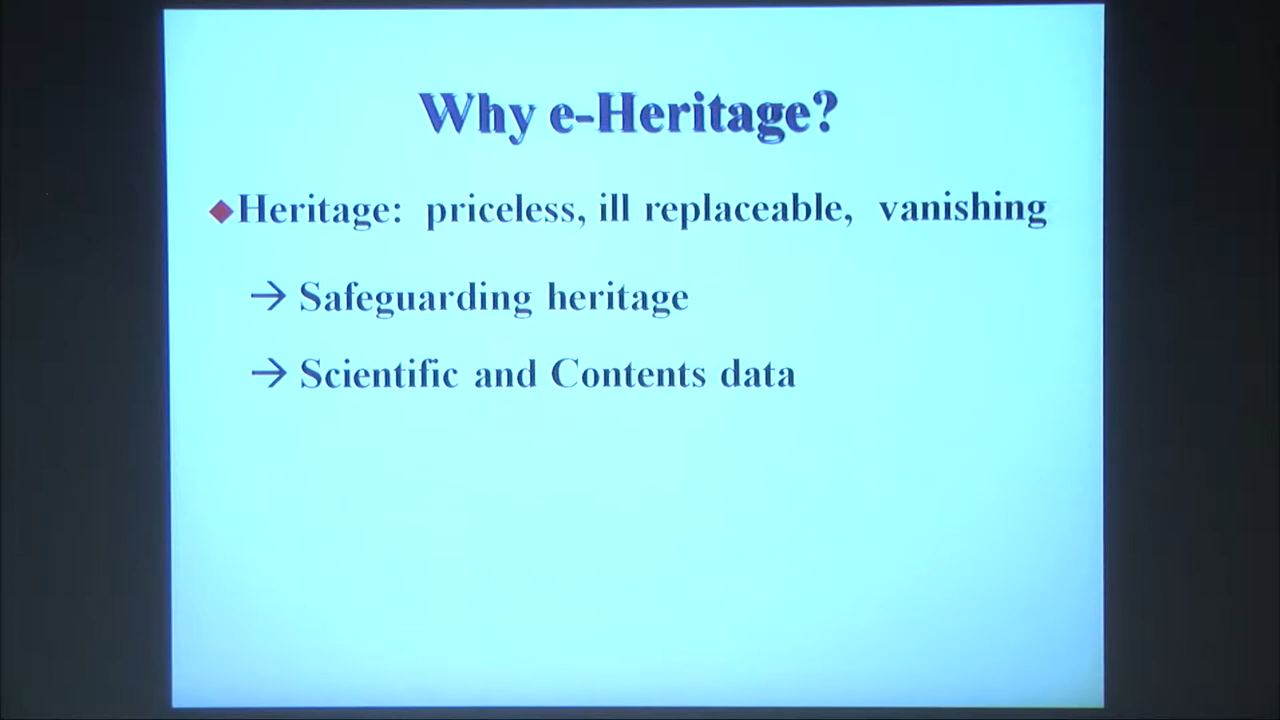 Why e-Heritage?
◆Heritage: priceless, ill replaceable, vanishing
→ Safeguarding heritage
→ Scientific and Contents data